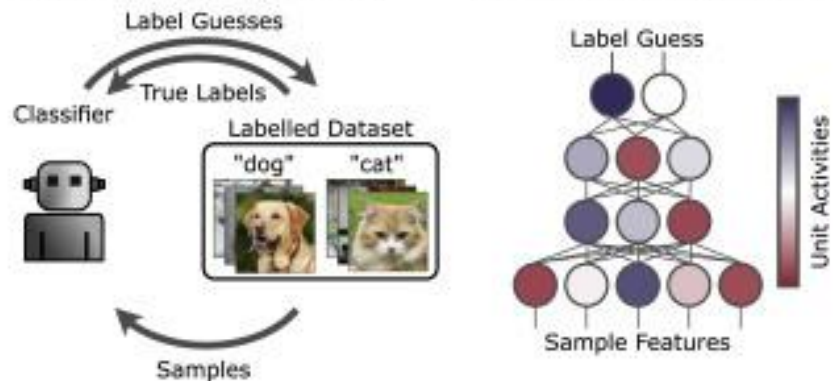 Label Guesses
True Labels
Classifier
Labelled Dataset
"dog"
"cat"
Samples
Label Guess
Unit Activities
Sample Features